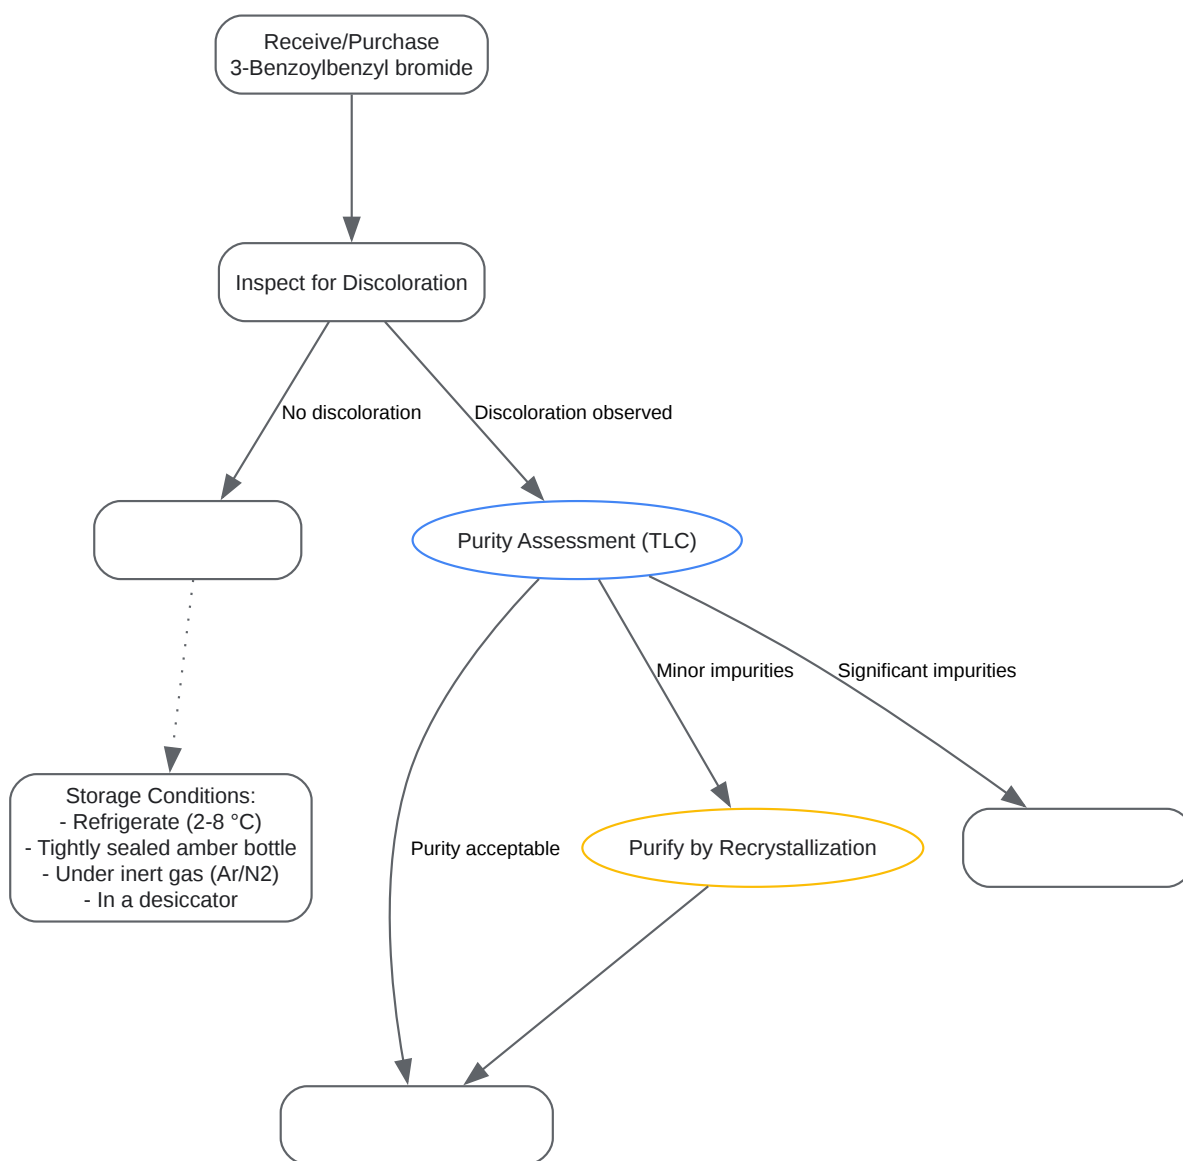 Receive/Purchase
3-Benzoylbenzyl bromide
Inspect for Discoloration
No discoloration
Discoloration observed
Purity Assessment (TLC)
Minor impurities
Significant impurities
Storage Conditions:
- Refrigerate (2-8 °C)
- Tightly sealed amber bottle
- Under inert gas (Ar/N2)
- In a desiccator
Purity acceptable
Purify by Recrystallization